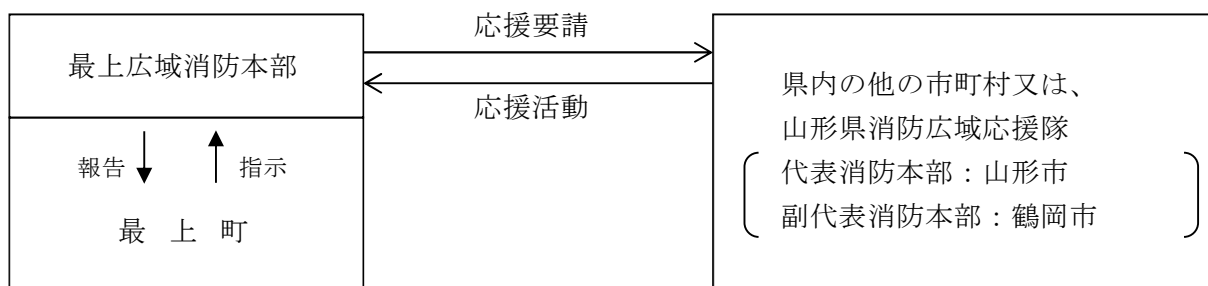 最上広域消防本部
報告
指示
最 上 町
応援要請
応援活動
県内の他の市町村又は、
山形県消防広域応援隊
代表消防本部：山形市
副代表消防本部：鶴岡市